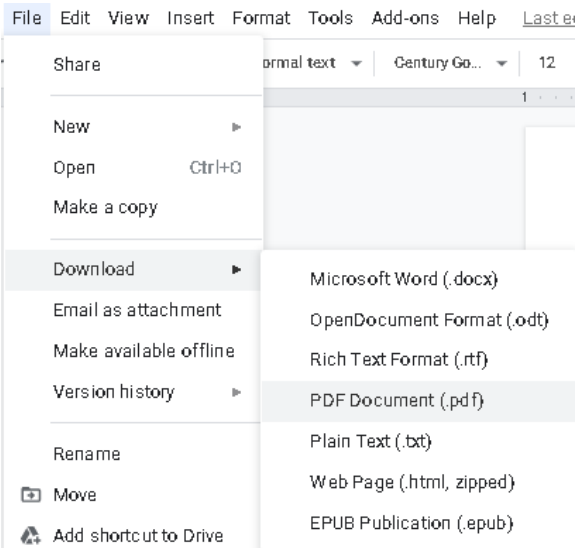 File Edit View Insert Format Tools Add-ons Help Last e
Share
ormal text Century Go... 12
1
New
Open Ctrl+O
Make a copy
Download
Microsoft Word (.docx)
Email as attachment
OpenDocument Format (.odt)
Make available offline
Rich Text Format (.rtf)
Version history
PDF Document (.pdf)
Plain Text (.txt)
Rename
Web Page (.html, zipped)
Move
EPUB Publication (.epub)
Add shortcut to Drive